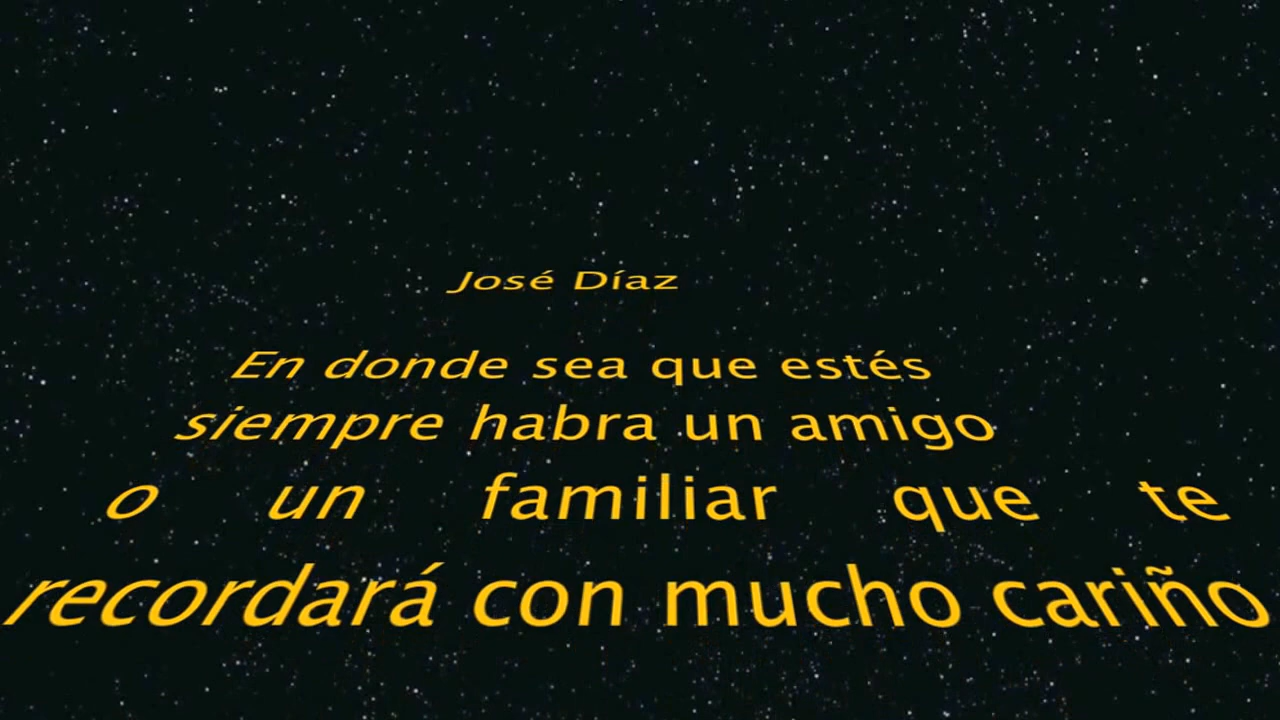 José Díaz
En donde sea que estés
siempre habra un amigo
o un familiar que te
recordará con mucho cariño